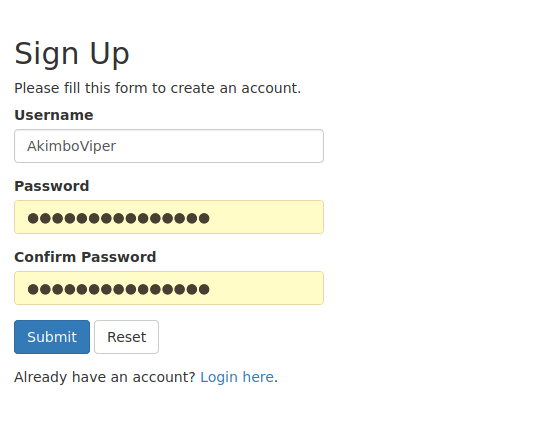 Sign Up
Please fill this form to create an account.
Username
AkimboViper
Password
●●●●●●●●●●●●●●●
Confirm Password
●●●●●●●●●●●●●●●
Submit Reset
Already have an account? Login here.